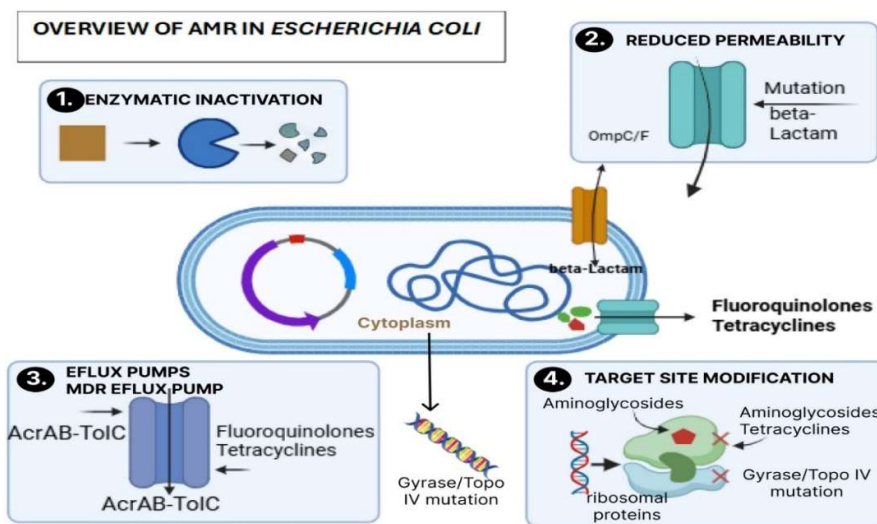 OVERVIEW OF AMR IN ESCHERICHIA COLI
1. ENZYMATIC INACTIVATION
2. REDUCED PERMEABILITY
Mutation
beta-
Lactam
OmpC/F
beta-Lactam
Cytoplasm
Fluoroquinolones
Tetracyclines
3. EFLUX PUMPS
MDR EFLUX PUMP
AcrAB-TolC
Fluoroquinolones
Tetracyclines
AcrAB-TolC
Gyrase/Topo
IV mutation
4. TARGET SITE MODIFICATION
Aminoglycosides
Aminoglycosides
Tetracyclines
Gyrase/Topo IV
mutation
ribosomal
proteins